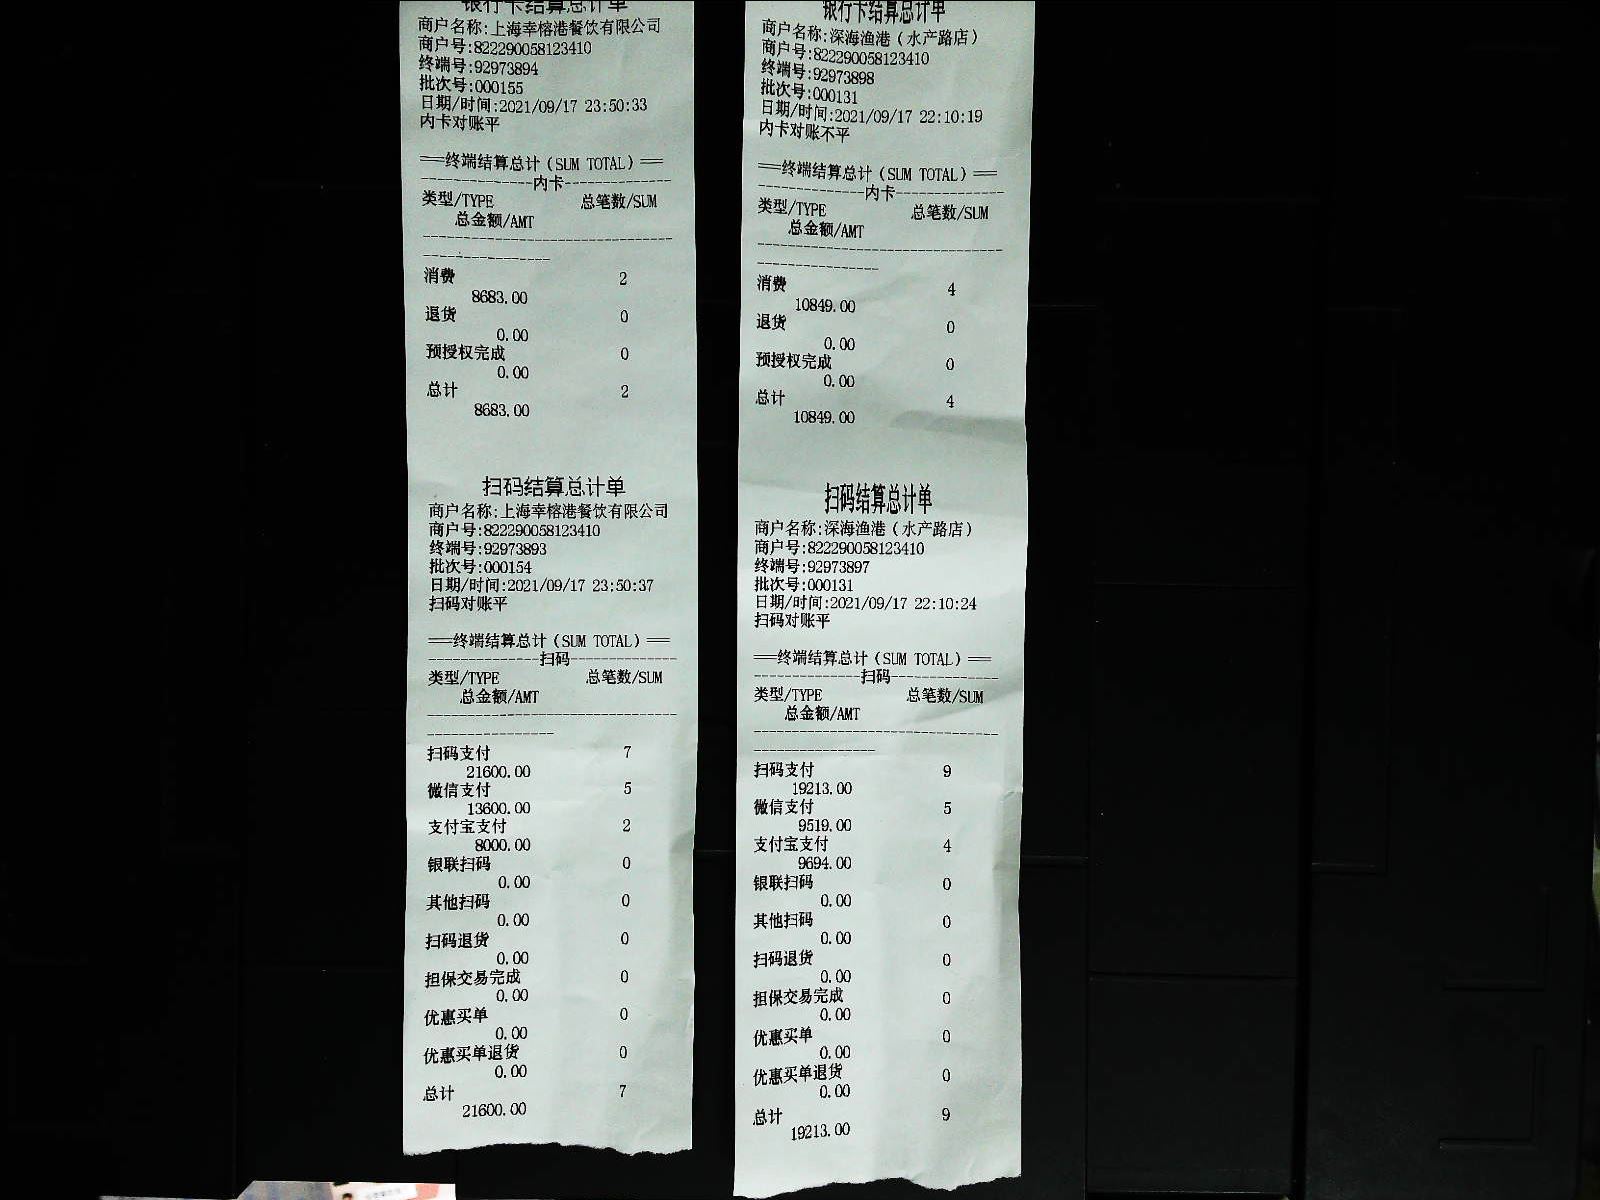 银行卡结算总计单
商户名称:上海幸榕港餐饮有限公司
商户号:822290058123410
终端号:92973894
批次号:000155
日期/时间:2021/09/17 23:50:33
内卡对账平
═终端结算总计(SUM TOTAL)═
---------------内卡---------------
类型/TYPE 总笔数/SUM
总金额/AMT
消费 2
8683.00
退货 0
0.00
预授权完成 0
0.00
总计 2
8683.00
扫码结算总计单
商户名称:上海幸榕港餐饮有限公司
商户号:822290058123410
终端号:92973893
批次号:000154
日期/时间:2021/09/17 23:50:37
扫码对账平
═终端结算总计(SUM TOTAL)═
---------------扫码---------------
类型/TYPE 总笔数/SUM
总金额/AMT
扫码支付 7
21600.00
微信支付 5
13600.00
支付宝支付 2
8000.00
银联扫码 0
0.00
其他扫码 0
0.00
扫码退货 0
0.00
担保交易完成 0
0.00
优惠买单 0
0.00
优惠买单退货 0
0.00
总计 7
21600.00
银行卡结算总计单
商户名称:深海渔港(水产路店)
商户号:822290058123410
终端号:92973898
批次号:000131
日期/时间:2021/09/17 22:10:19
内卡对账不平
═终端结算总计(SUM TOTAL)═
---------------内卡---------------
类型/TYPE 总笔数/SUM
总金额/AMT
消费 4
10849.00
退货 0
0.00
预授权完成 0
0.00
总计 4
10849.00
扫码结算总计单
商户名称:深海渔港(水产路店)
商户号:822290058123410
终端号:92973897
批次号:000131
日期/时间:2021/09/17 22:10:24
扫码对账平
═终端结算总计(SUM TOTAL)═
---------------扫码---------------
类型/TYPE 总笔数/SUM
总金额/AMT
扫码支付 9
19213.00
微信支付 5
9519.00
支付宝支付 4
9694.00
银联扫码 0
0.00
其他扫码 0
0.00
扫码退货 0
0.00
担保交易完成 0
0.00
优惠买单 0
0.00
优惠买单退货 0
0.00
总计 9
19213.00